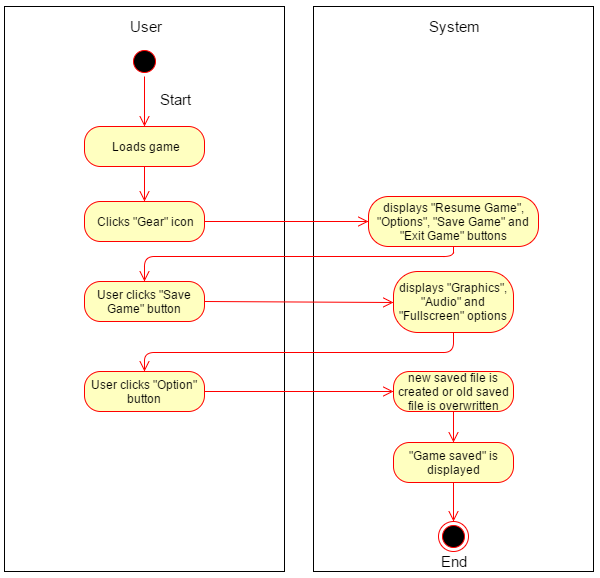 User
System
Start
Loads game
Clicks "Gear" icon
displays "Resume Game",
"Options", "Save Game" and
"Exit Game" buttons
User clicks "Save
Game" button
displays "Graphics",
"Audio" and
"Fullscreen" options
User clicks "Option"
button
new saved file is
created or old saved
file is overwritten
"Game saved" is
displayed
End